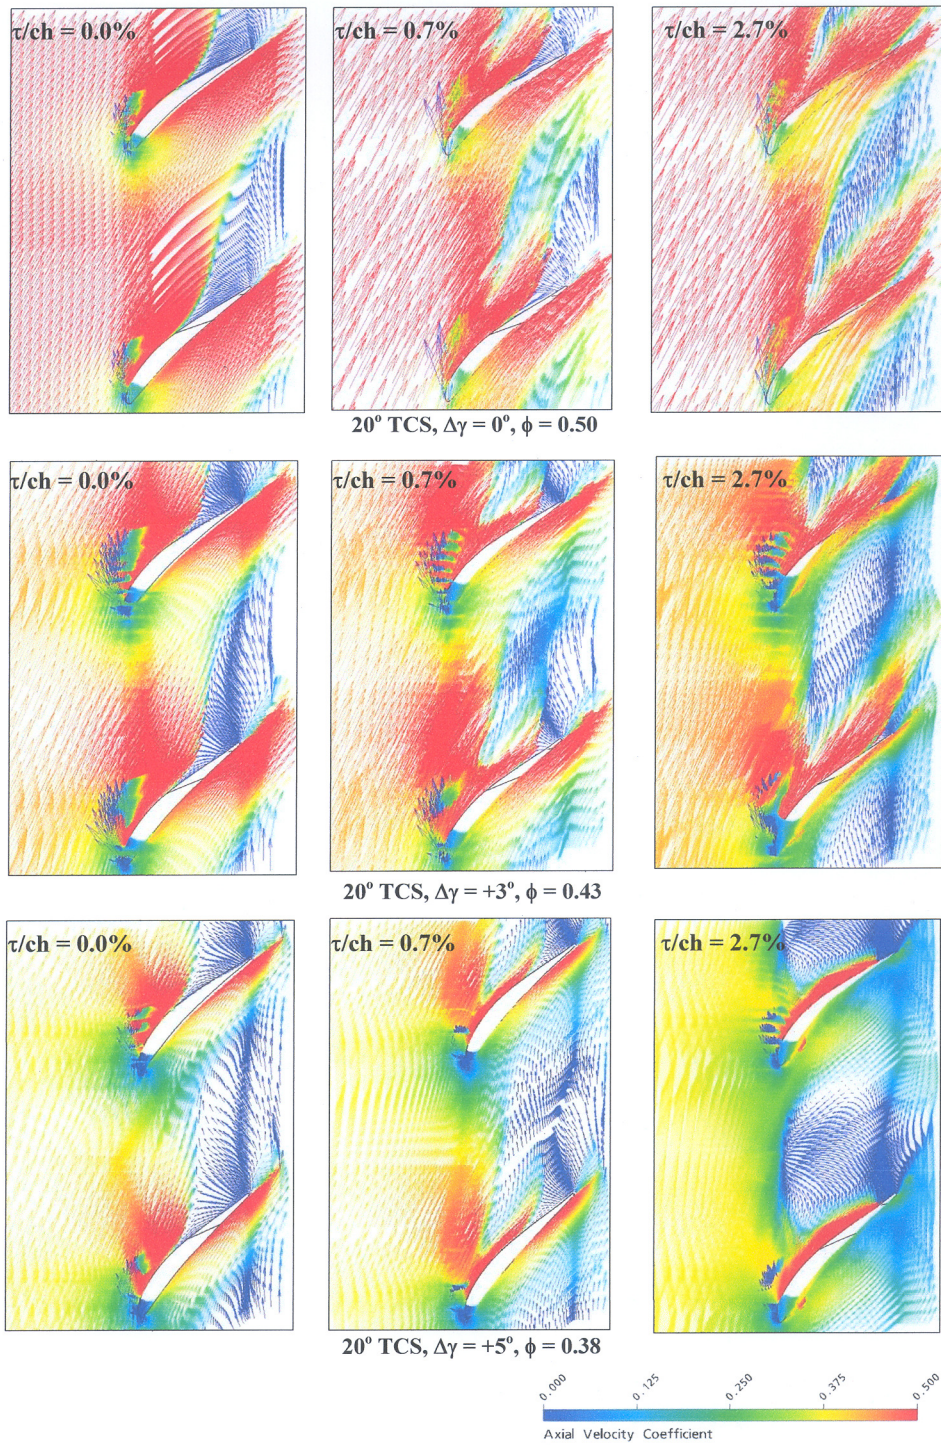 τ/ch = 0.0%
0.7%
τ/ch = 2.7%
20° TCS, Δγ = 0°, ϕ = 0.50
τ/ch = 0.0%
τ/ch = 0.7%
τ/ch = 2.7%
20° TCS, Δγ = +3°, ϕ = 0.43
τ/ch = 0.0%
τ/ch = 0.7%
τ/ch = 2.7%
20° TCS, Δγ = +5°, ϕ = 0.38
0.000
0.125
0.250
0.375
0.500
Axial Velocity Coefficient